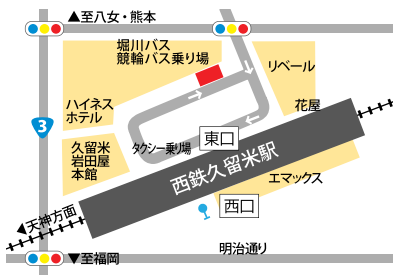 ▲至八女・熊本
堀川バス
競輪バス乗り場
リベール
ハイネス
ホテル
花屋
3
久留米
岩田屋
本館
タクシー乗り場
東口
西鉄久留米駅
エマックス
西口
◀天神方面
▼至福岡
明治通り